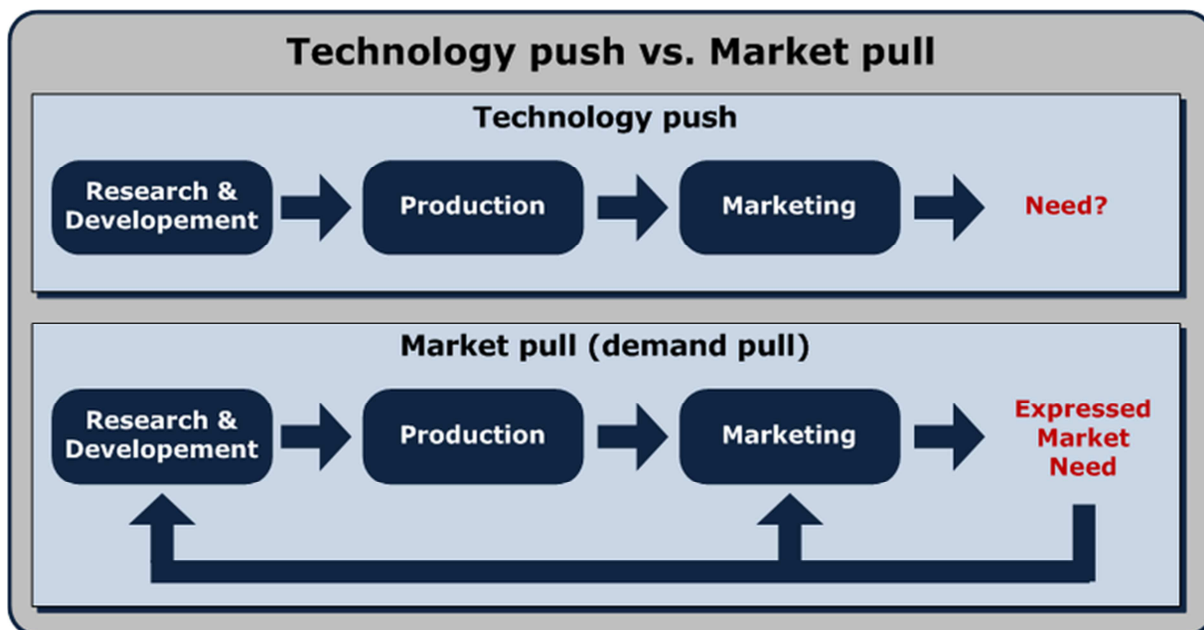 Technology push vs. Market pull
Technology push
Research &
Developement
Production
Marketing
Need?
Market pull (demand pull)
Research &
Developement
Production
Marketing
Expressed
Market
Need